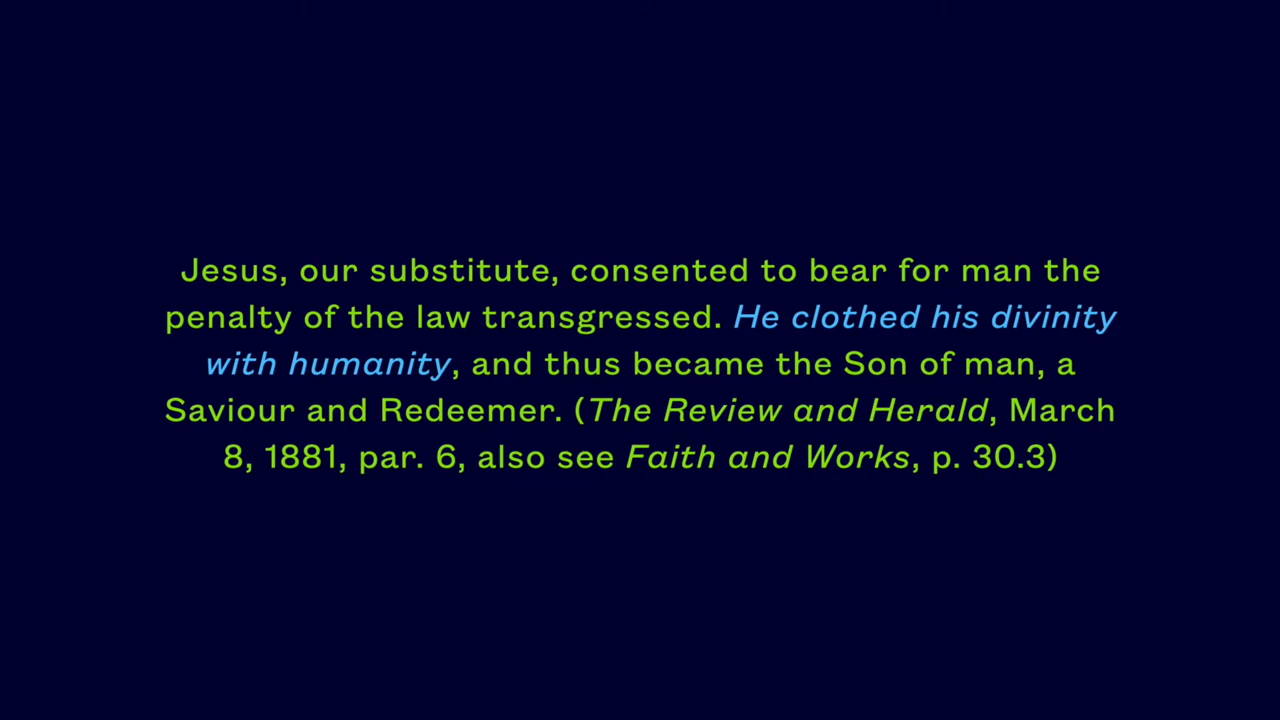 Jesus, our substitute, consented to bear for man the
penalty of the law transgressed. He clothed his divinity
with humanity, and thus became the Son of man, a
Saviour and Redeemer. (The Review and Herald, March
8, 1881, par. 6, also see Faith and Works, p. 30.3)